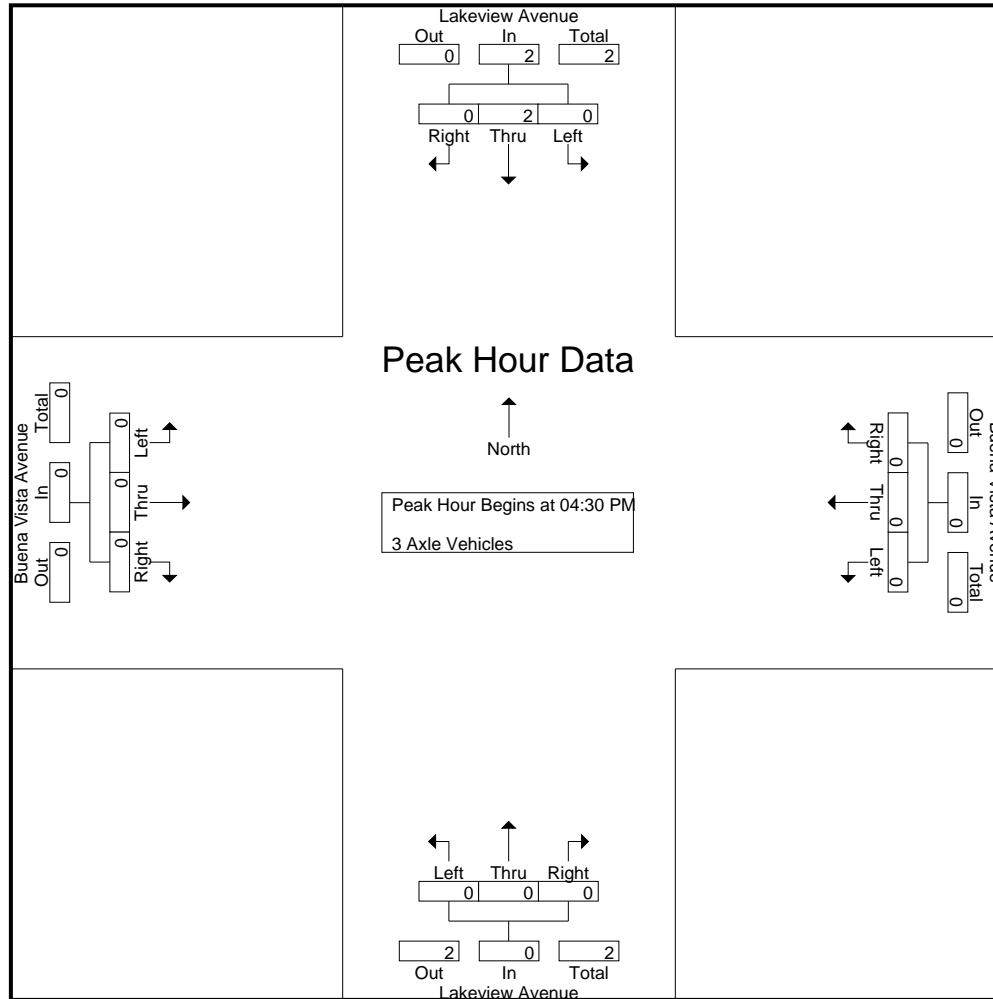 Lakeview Avenue
Out In Total
0 2 2
0 2 0
Right Thru Left
Peak Hour Data
North
Peak Hour Begins at 04:30 PM
3 Axle Vehicles
Buena Vista Avenue
Total In Out
0 0 0
0 0 0
Left Thru Right
Right Thru Left
0 0 0
Out In Total
0 0 0
Buena Vista Avenue
Left Thru Right
0 0 0
2 0 2
Out In Total
Lakeview Avenue